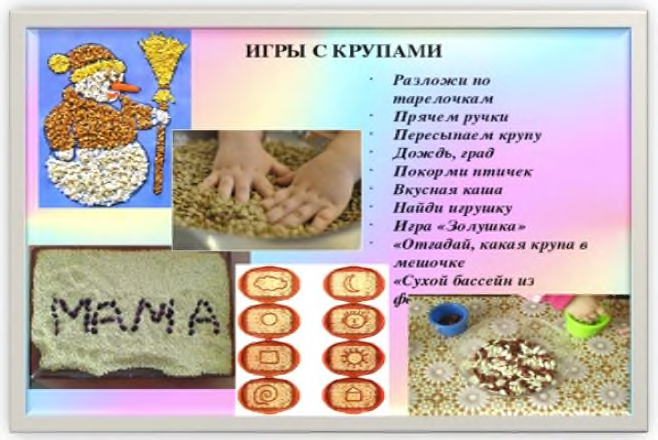 ИГРЫ С КРУПАМИ
Разложи по
тарелочкам
Прячем ручки
Пересыпаем крупу
Дождь, град
Покорми птичек
Вкусная каша
Найди игрушку
Игра «Золушка»
«Отгадай, какая крупа в
мешочке
«Сухой бассейн из
МАМА